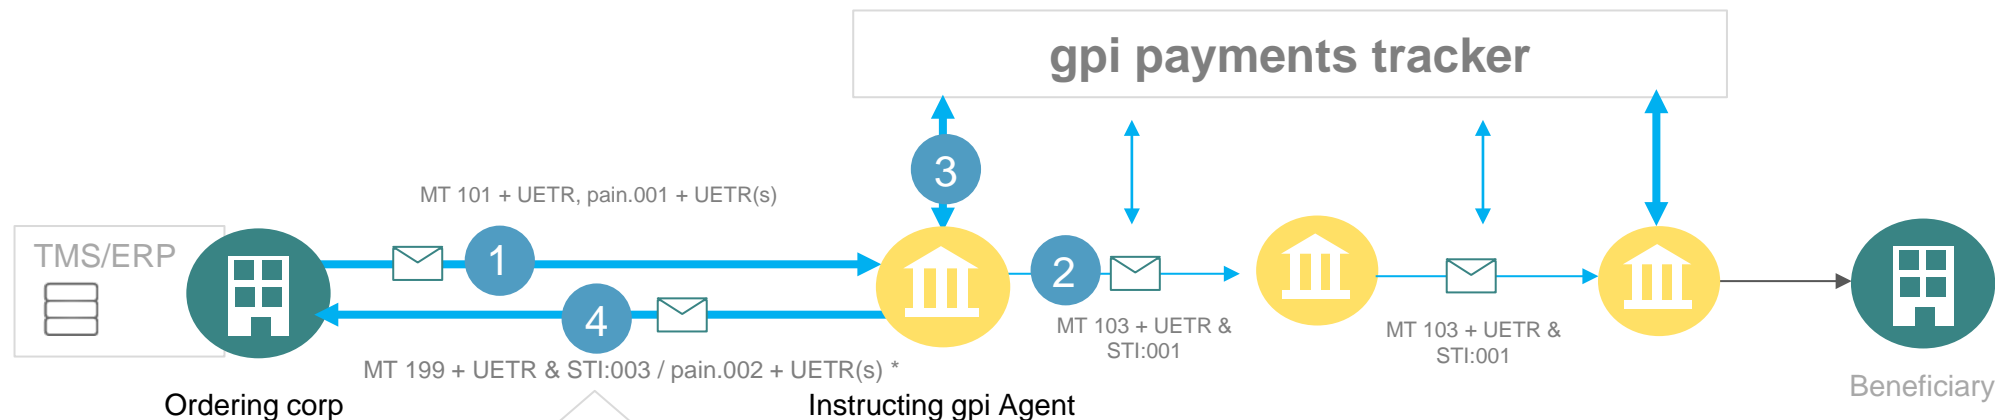 gpi payments tracker
3
MT 101 + UETR, pain.001 + UETR(s)
TMS/ERP
1
2
4
MT 103 + UETR &
STI:001
MT 103 + UETR &
STI:001
MT 199 + UETR & STI:003 / pain.002 + UETR(s) *
Beneficiary
Ordering corp
Instructing gpi Agent